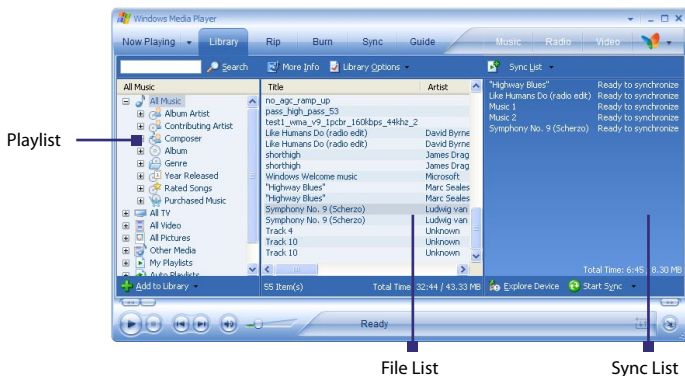 Windows Media Player
Now Playing Library Rip Burn Sync Guide Music Radio Video
Search More Info Library Options Sync List
All Music
All Music
Album Artist
Contributing Artist
Composer
Album
Genre
Year Released
Rated Songs
Purchased Music
All TV
All Video
All Pictures
Other Media
My Playlists
Auto Playlists
Add to Library
Title Artist
no_agc_ramp_up
pass_high_pass_53
test1_wma_v9_1pcbr_160kbps_44khz_2
Like Humans Do (radio edit) David Byrne
Like Humans Do (radio edit) David Byrne
shorthigh James Drag
shorthigh James Drag
Windows Welcome music Microsoft
"Highway Blues" Marc Seales
"Highway Blues" Marc Seales
Symphony No. 9 (Scherzo) Ludwig van
Symphony No. 9 (Scherzo) Ludwig van
Track 4 Unknown
Track 10 Unknown
Track 10 Unknown
55 Item(s) Total Time: 32:44 / 43.33 MB
"Highway Blues" Ready to synchronize
Like Humans Do (radio edit) Ready to synchronize
Music 1 Ready to synchronize
Music 2 Ready to synchronize
Symphony No. 9 (Scherzo) Ready to synchronize
Total Time: 6:45 / 8.30 MB
Explore Device Start Sync
Ready
Playlist
File List
Sync List